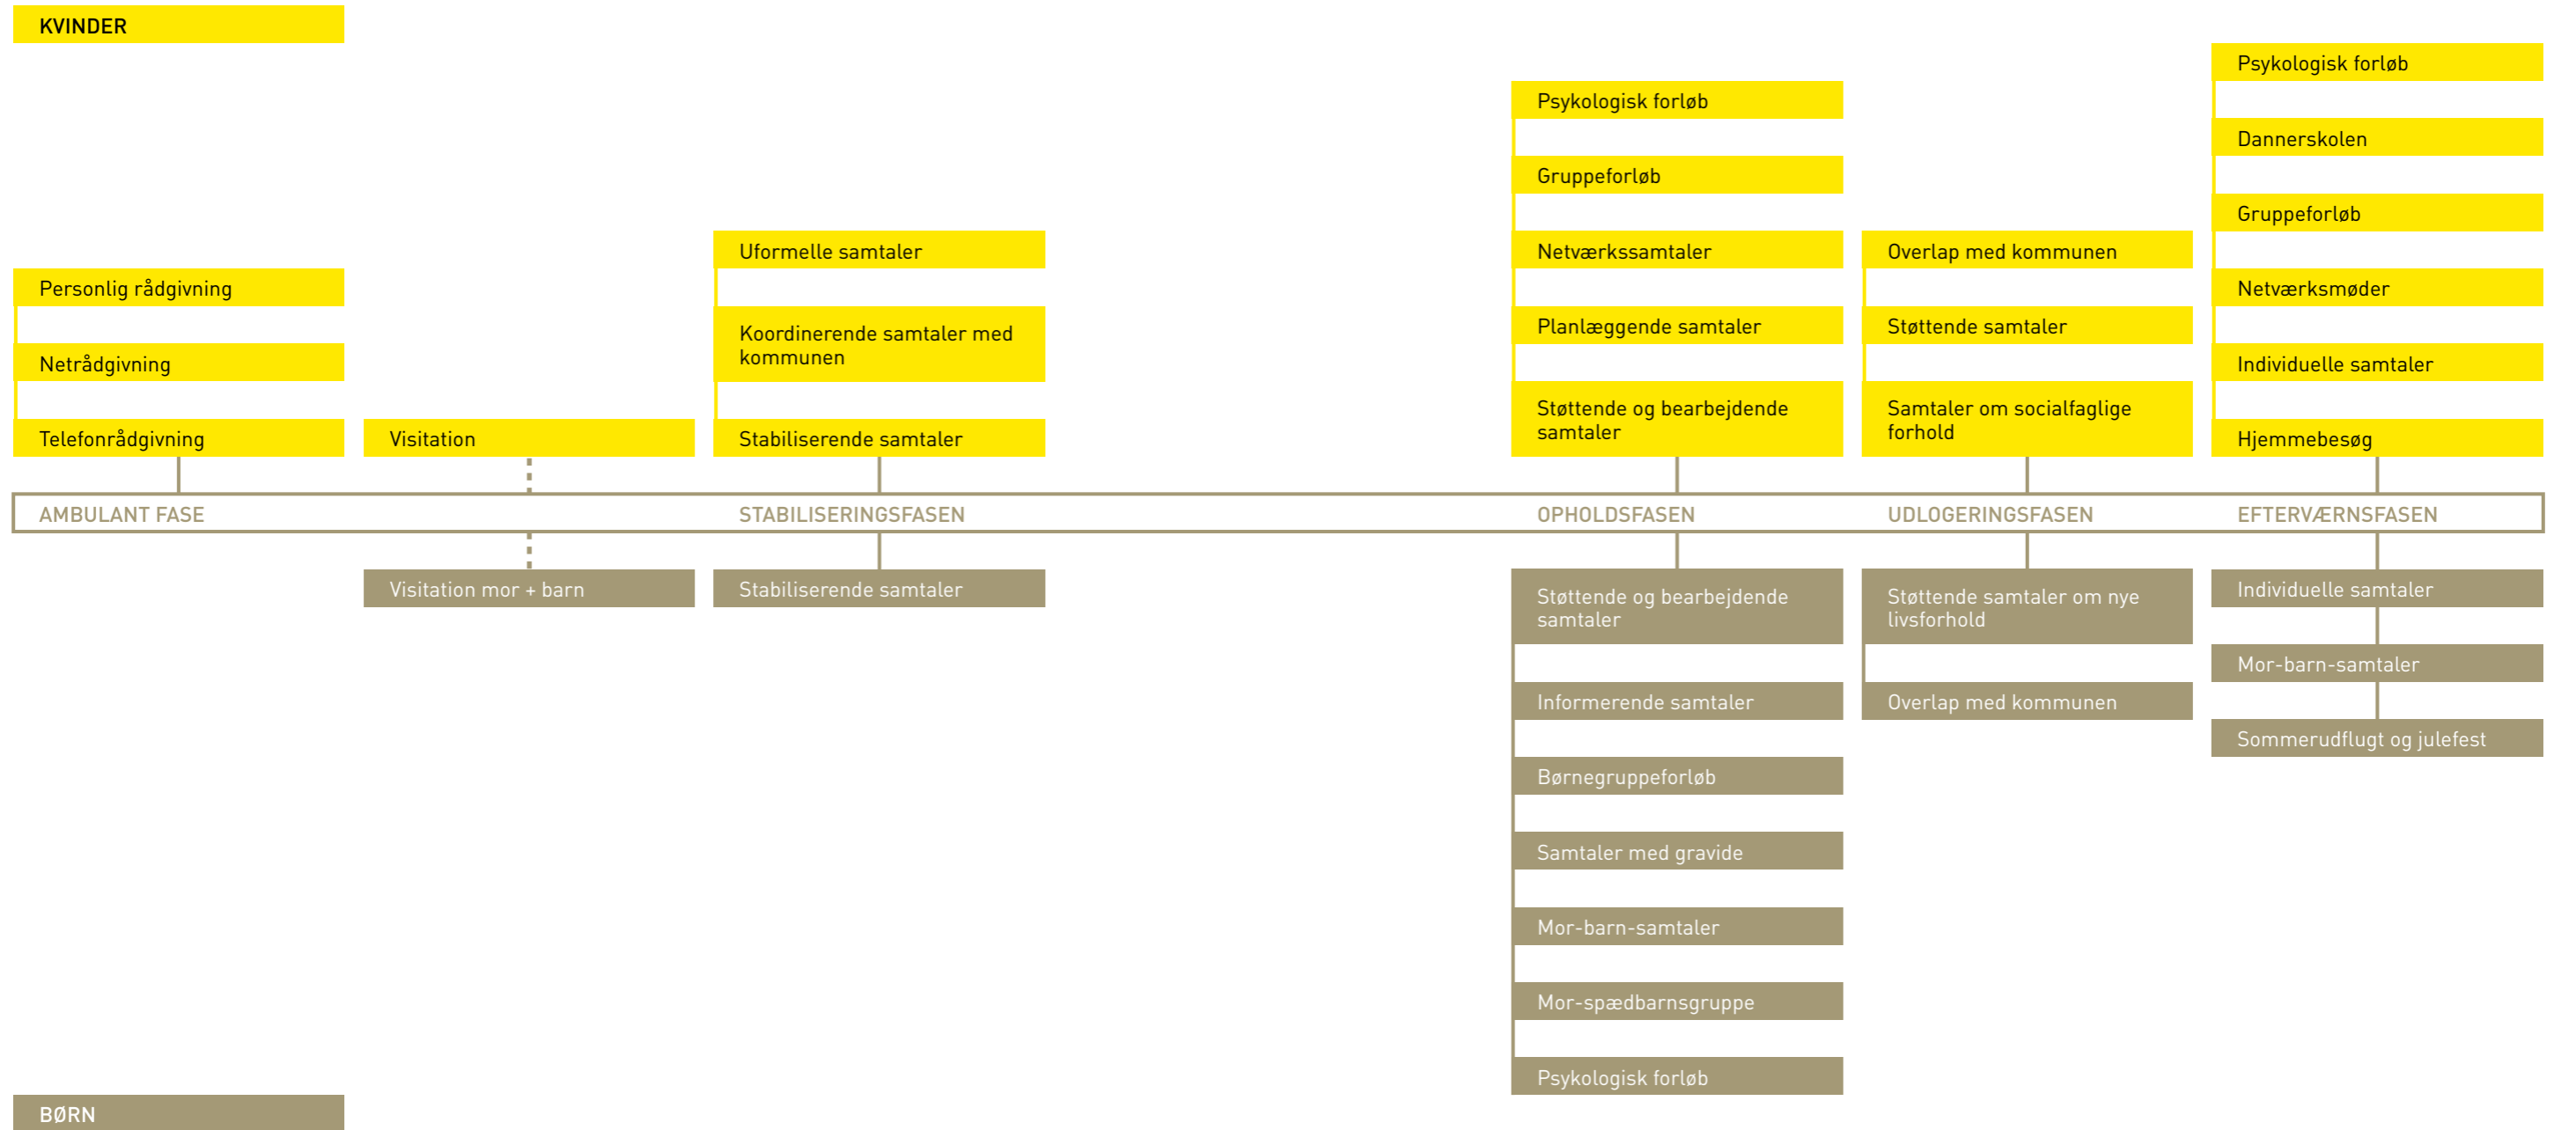 KVINDER
Personlig rådgivning
Netrådgivning
Telefonrådgivning
Visitation
Uformelle samtaler
Koordinerende samtaler med
kommunen
Stabiliserende samtaler
Psykologisk forløb
Gruppeforløb
Netværkssamtaler
Planlæggende samtaler
Støttende og bearbejdende
samtaler
Overlap med kommunen
Støttende samtaler
Samtaler om socialfaglige
forhold
Psykologisk forløb
Dannerskolen
Gruppeforløb
Netværksmøder
Individuelle samtaler
Hjemmebesøg
AMBULANT FASE
STABILISERINGSFASEN
OPHOLDSFASEN
UDLOGERINGSFASEN
EFTERVÆRNSFASEN
Visitation mor + barn
Stabiliserende samtaler
Støttende og bearbejdende
samtaler
Informerende samtaler
Børnegruppeforløb
Samtaler med gravide
Mor-barn-samtaler
Mor-spædbarnsgruppe
Psykologisk forløb
Støttende samtaler om nye
livsforhold
Overlap med kommunen
Individuelle samtaler
Mor-barn-samtaler
Sommerudflugt og julefest
BØRN